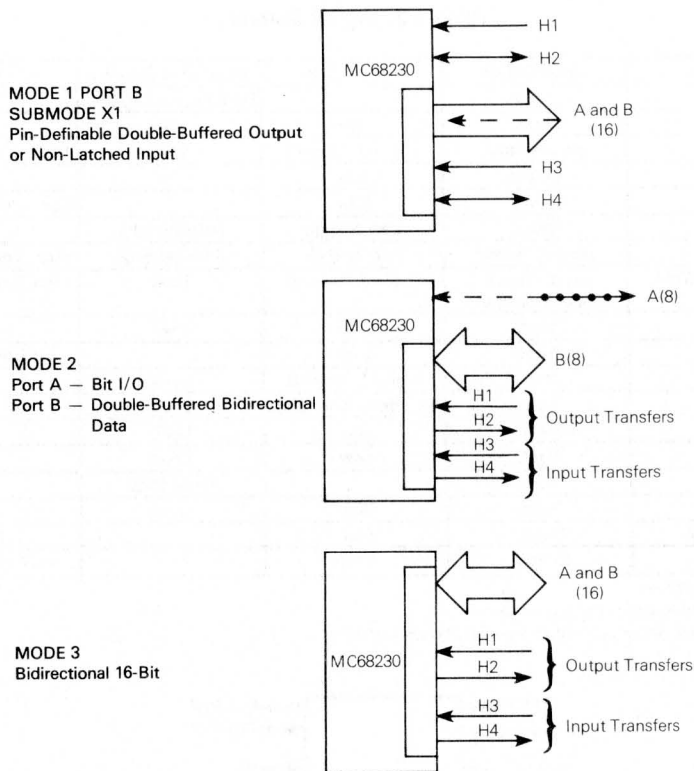 H1
MC68230
H2
MODE 1 PORT B
SUBMODE X1
Pin-Definable Double-Buffered Output
or Non-Latched Input
A and B
(16)
H3
H4
A(8)
MC68230
MODE 2
Port A — Bit I/O
Port B — Double-Buffered Bidirectional
Data
B(8)
H1
H2
Output Transfers
H3
H4
Input Transfers
A and B
(16)
MODE 3
Bidirectional 16-Bit
MC68230
H1
H2
Output Transfers
H3
H4
Input Transfers